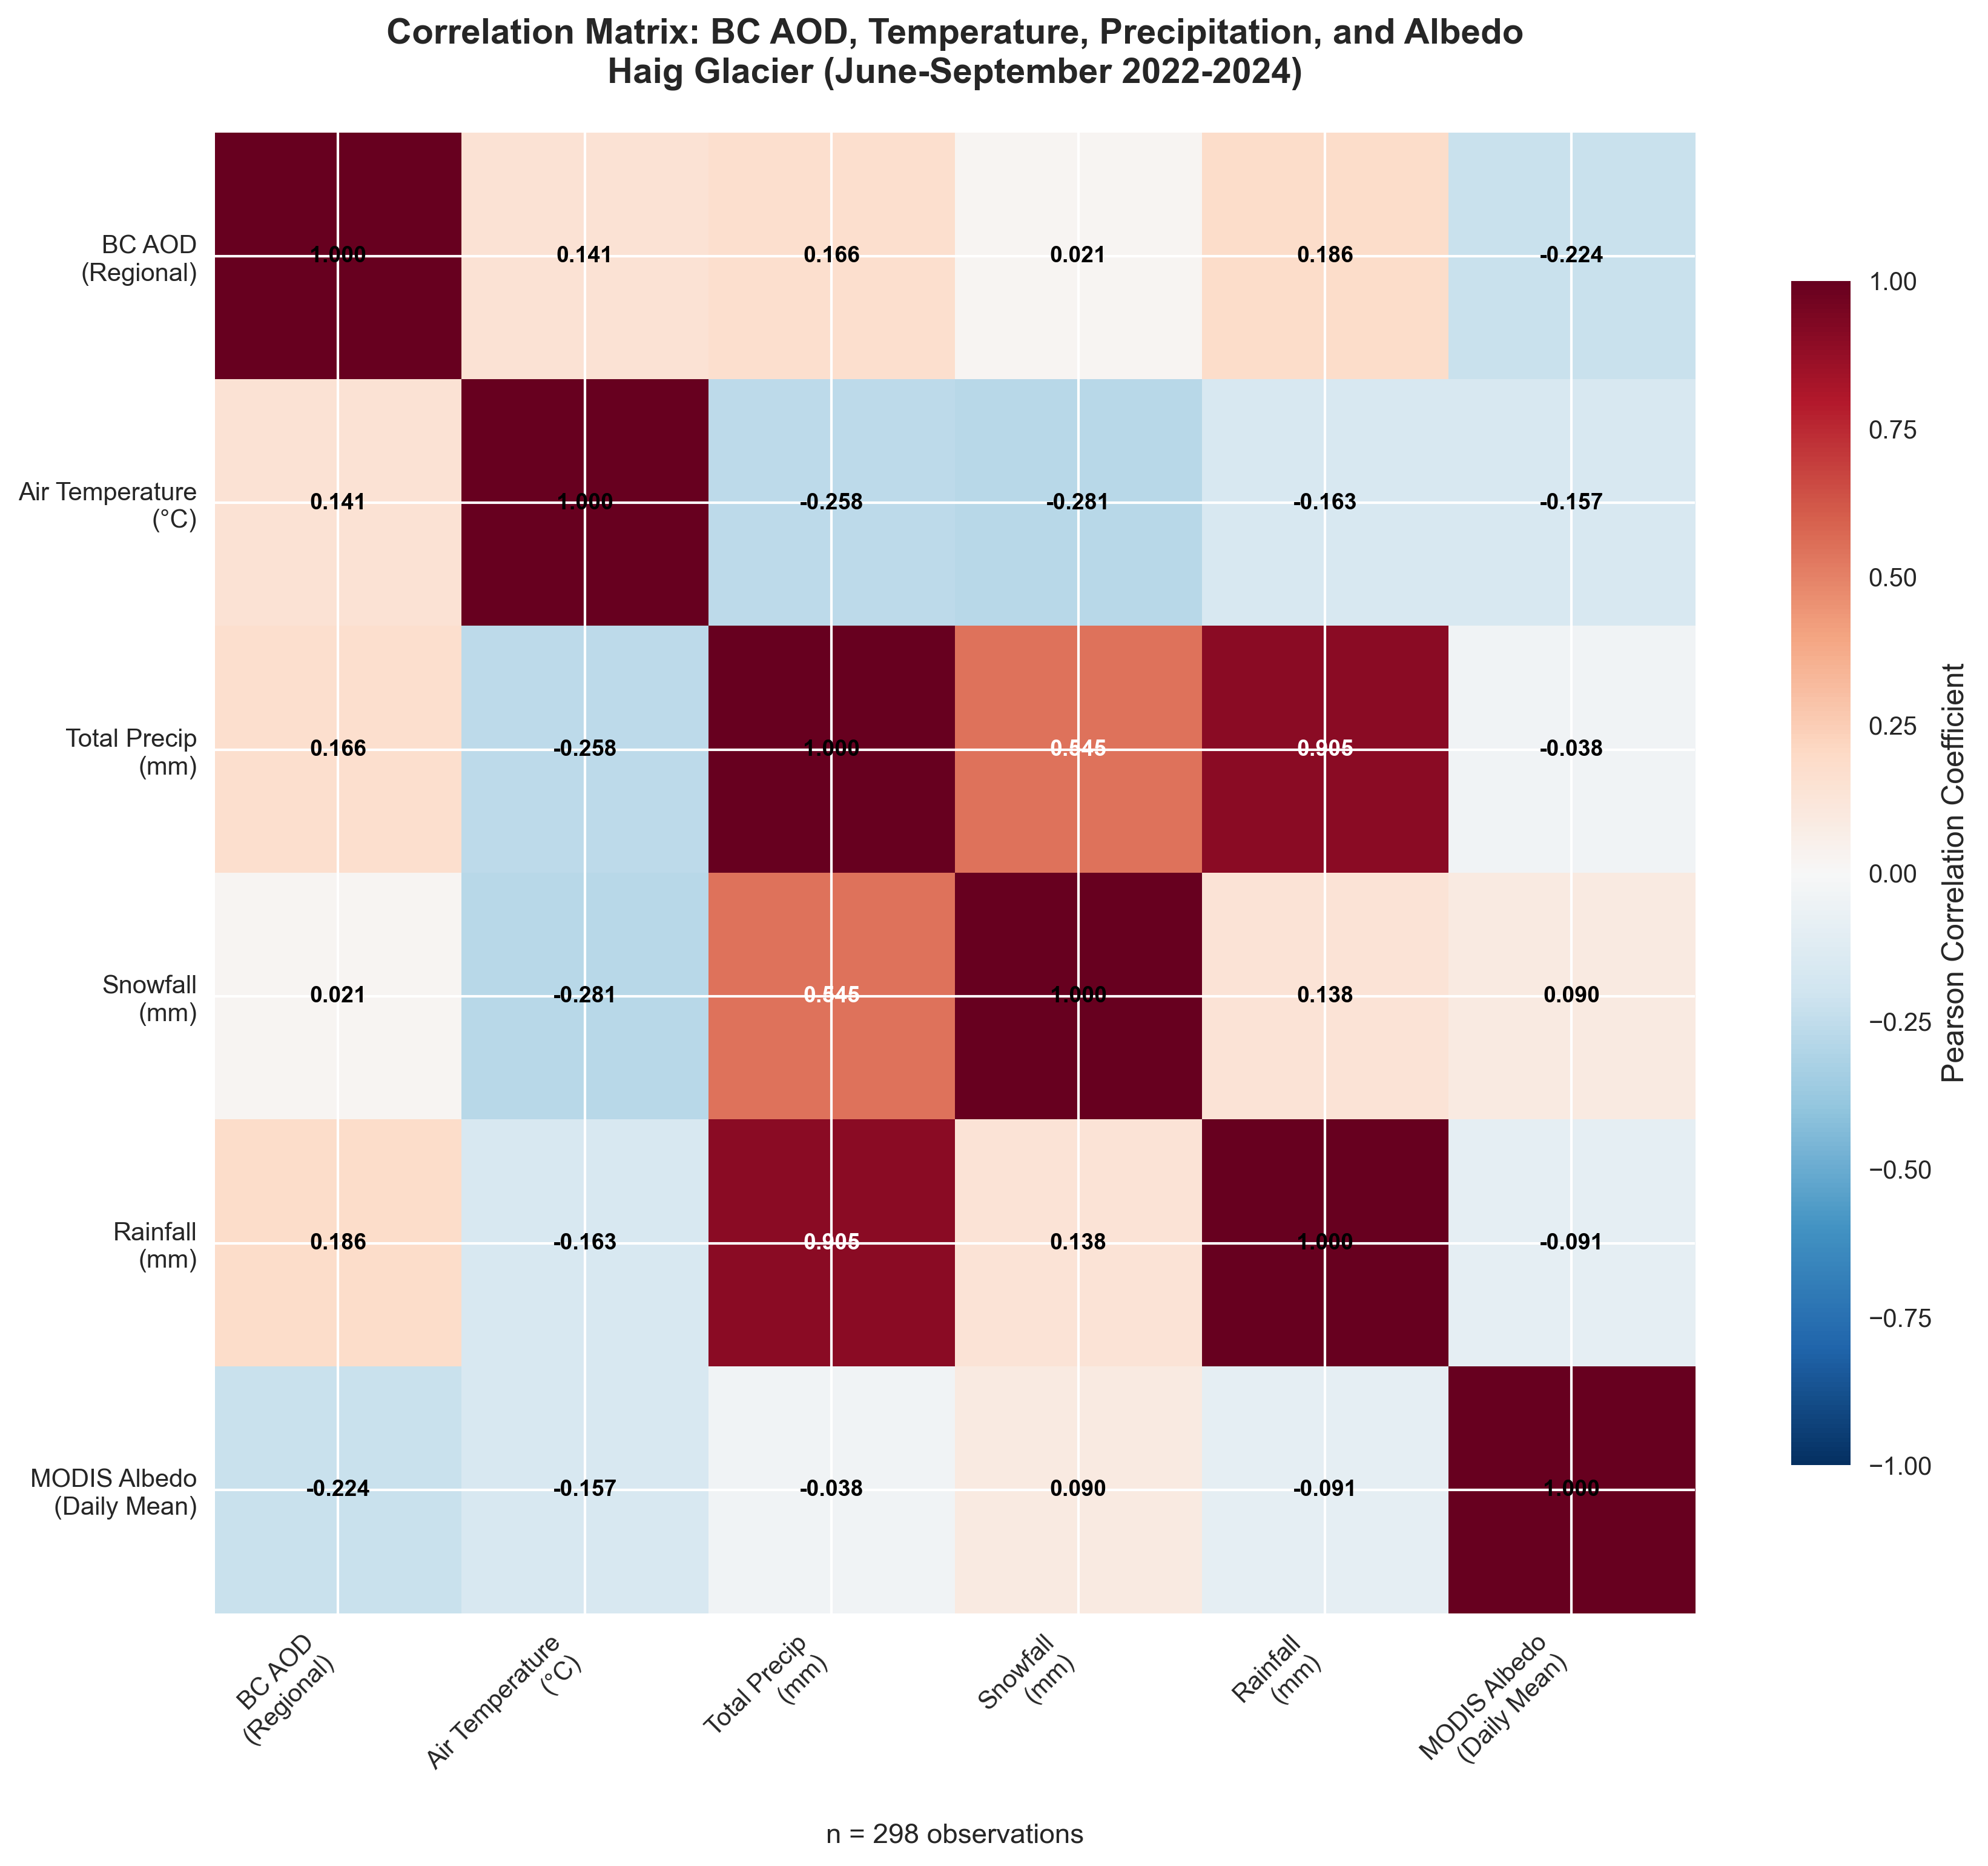 Correlation Matrix: BC AOD, Temperature, Precipitation, and Albedo
Haig Glacier (June-September 2022-2024)
BC AOD
(Regional)
1.000 0.141 0.166 0.021 0.186 -0.224
Air Temperature
(°C)
0.141 1.000 -0.258 -0.281 -0.163 -0.157
Total Precip
(mm)
0.166 -0.258 1.000 0.545 0.905 -0.038
Snowfall
(mm)
0.021 -0.281 0.545 1.000 0.138 0.090
Rainfall
(mm)
0.186 -0.163 0.905 0.138 1.000 -0.091
MODIS Albedo
(Daily Mean)
-0.224 -0.157 -0.038 0.090 -0.091 1.000
BC AOD
(Regional)
Air Temperature
(°C)
Total Precip
(mm)
Snowfall
(mm)
Rainfall
(mm)
MODIS Albedo
(Daily Mean)
1.00
0.75
0.50
0.25
0.00
−0.25
−0.50
−0.75
−1.00
Pearson Correlation Coefficient
n = 298 observations